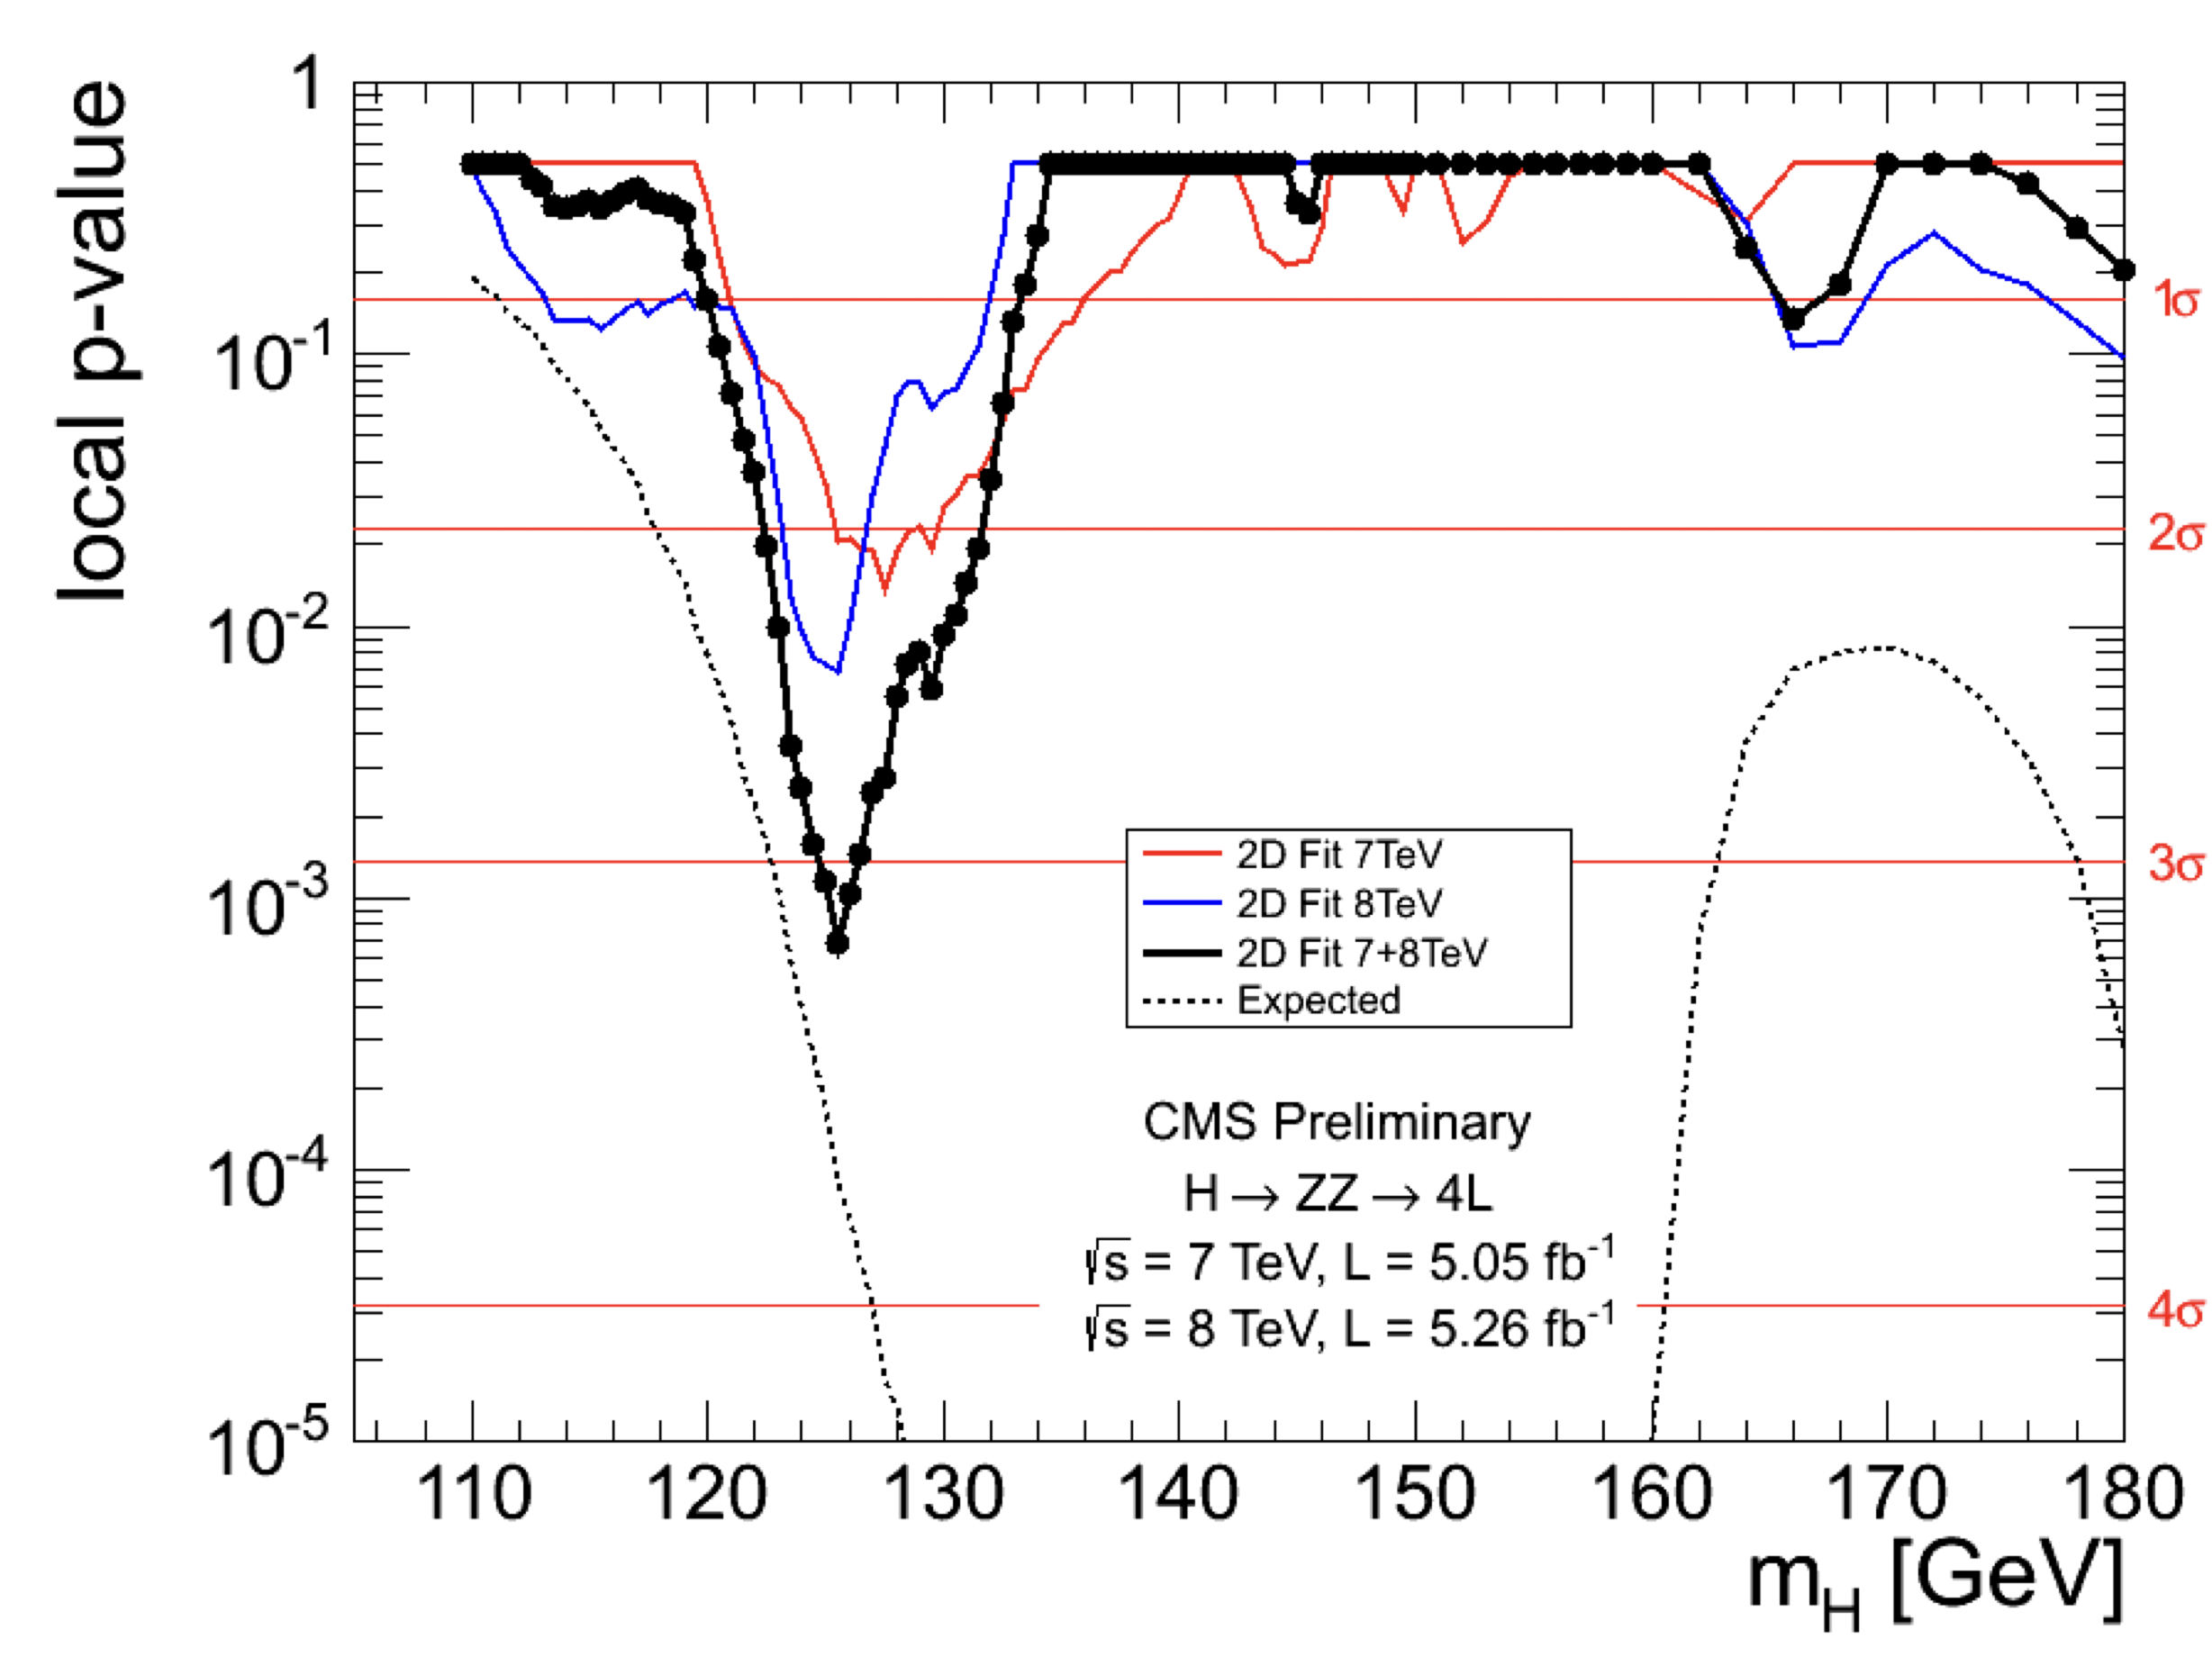 local p-value
1
10-1
10-2
10-3
10-4
10-5
1σ
2σ
3σ
4σ
2D Fit 7TeV
2D Fit 8TeV
2D Fit 7+8TeV
Expected
CMS Preliminary
H → ZZ → 4L
√s = 7 TeV, L = 5.05 fb-1
√s = 8 TeV, L = 5.26 fb-1
110 120 130 140 150 160 170 180
mH [GeV]